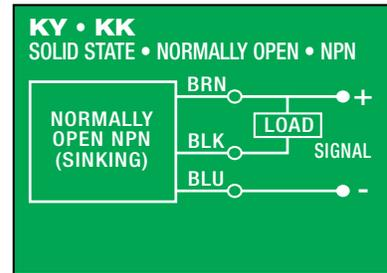 KY • KK
SOLID STATE • NORMALLY OPEN • NPN
BRN
+
NORMALLY
OPEN NPN
(SINKING)
LOAD
BLK
SIGNAL
BLU
-